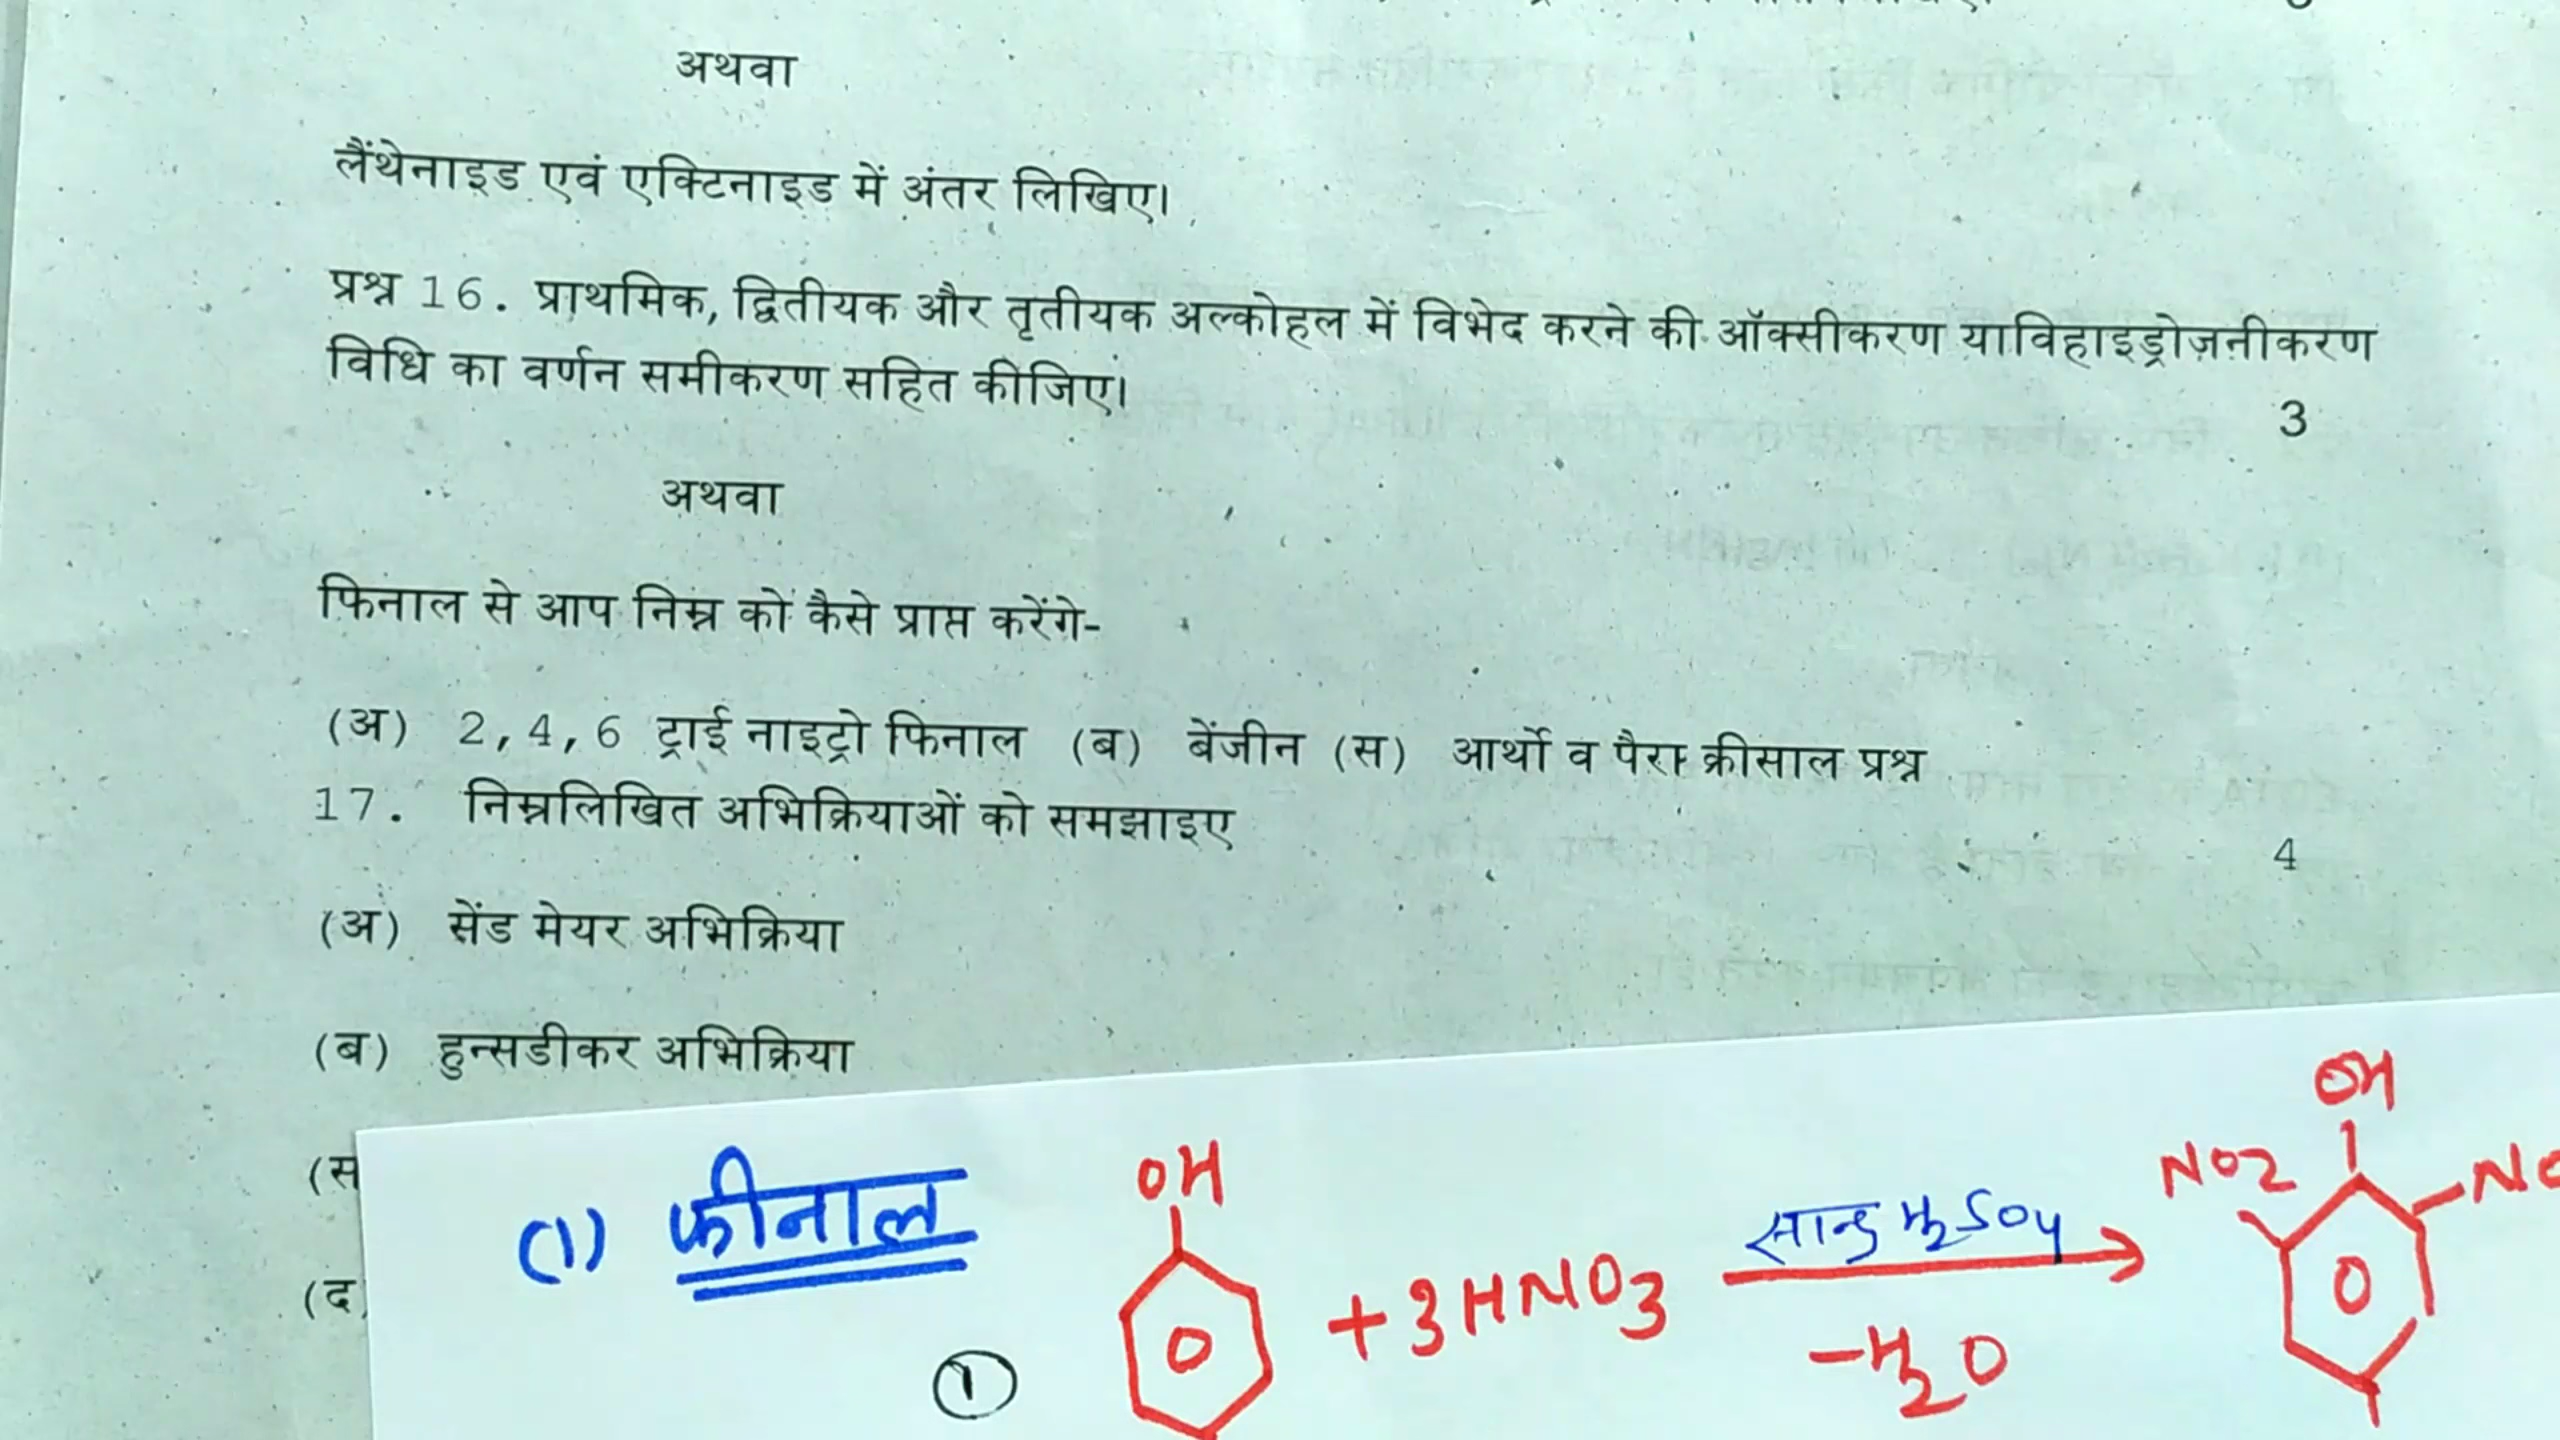 अथवा
लैंथेनाइड एवं एक्टिनाइड में अंतर लिखिए।
प्रश्न 16. प्राथमिक, द्वितीयक और तृतीयक अल्कोहल में विभेद करने की ऑक्सीकरण याविहाइड्रोज़नीकरण
विधि का वर्णन समीकरण सहित कीजिए।
3
अथवा
फिनाल से आप निम्न को कैसे प्राप्त करेंगे-
(अ) 2,4,6 ट्राई नाइट्रो फिनाल (ब) बेंजीन (स) आर्थो व पैरा क्रीसाल प्रश्न
17. निम्नलिखित अभिक्रियाओं को समझाइए
4
(अ) सेंड मेयर अभिक्रिया
(ब) हुन्सडीकर अभिक्रिया
(स
(द)
(1) फीनाल
OH
+3HNO3
सान्द्र H2SO4
-H2O
OH
NO2
NO
1